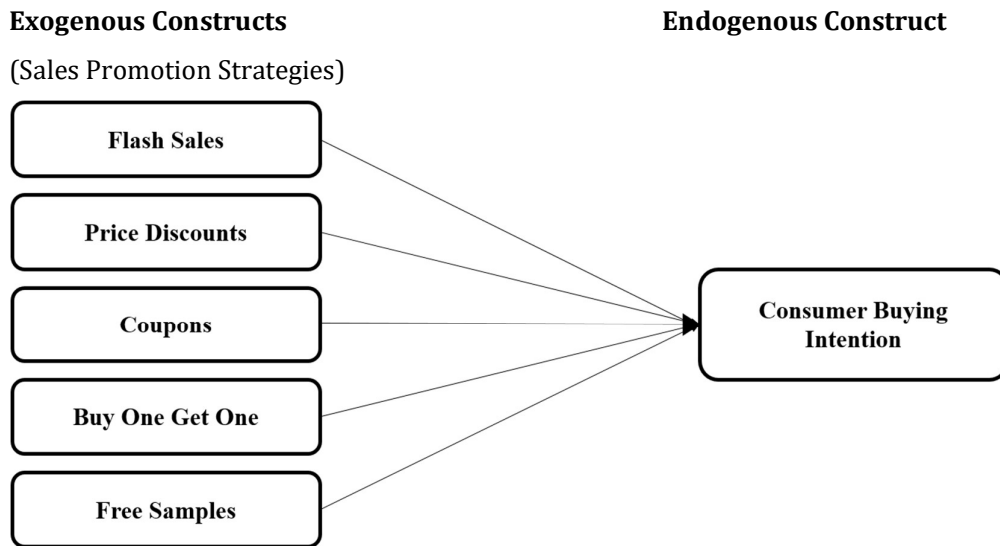 Exogenous Constructs
Endogenous Construct
(Sales Promotion Strategies)
Flash Sales
Price Discounts
Coupons
Buy One Get One
Free Samples
Consumer Buying
Intention